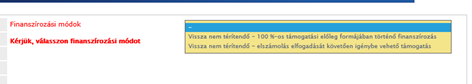 Finanszírozási módok
Kérjük, válasszon finanszírozási módot
-
Vissza nem térítendő - 100 %-os támogatási előleg formájában történő finanszírozás
Vissza nem térítendő - elszámolás elfogadását követően igénybe vehető támogatás